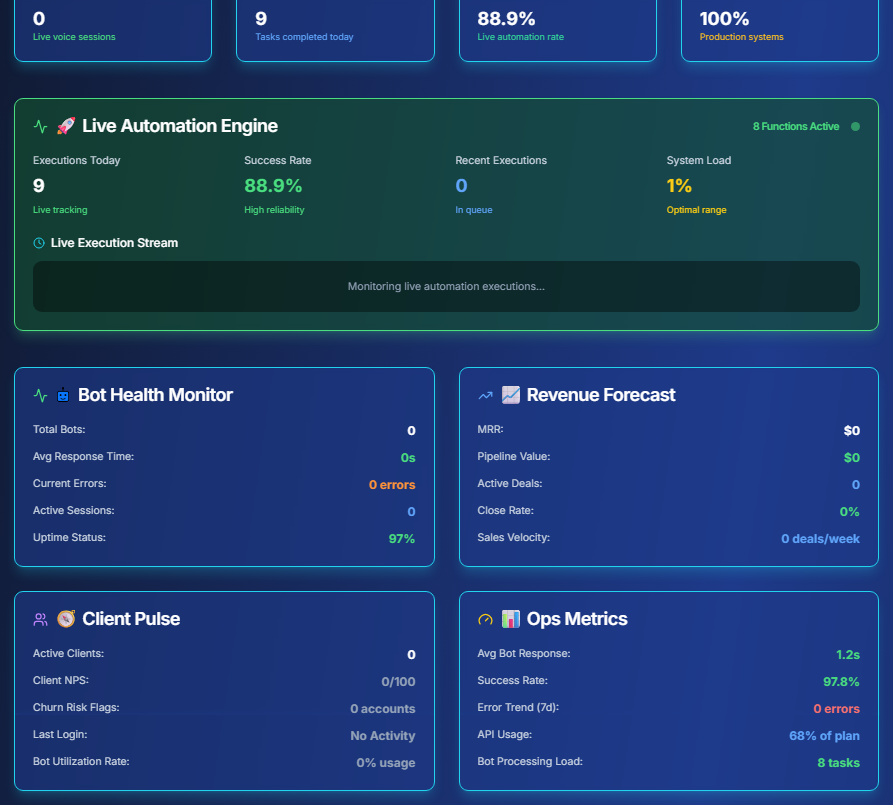 0 9 88.9% 100%
Live voice sessions Tasks completed today Live automation rate Production systems
Live Automation Engine 8 Functions Active
Executions Today Success Rate Recent Executions System Load
9 88.9% 0 1%
Live tracking High reliability In queue Optimal range
Live Execution Stream
Monitoring live automation executions...
Bot Health Monitor
Total Bots: 0
Avg Response Time: 0s
Current Errors: 0 errors
Active Sessions: 0
Uptime Status: 97%
Revenue Forecast
MRR: $0
Pipeline Value: $0
Active Deals: 0
Close Rate: 0%
Sales Velocity: 0 deals/week
Client Pulse
Active Clients: 0
Client NPS: 0/100
Churn Risk Flags: 0 accounts
Last Login: No Activity
Bot Utilization Rate: 0% usage
Ops Metrics
Avg Bot Response: 1.2s
Success Rate: 97.8%
Error Trend (7d): 0 errors
API Usage: 68% of plan
Bot Processing Load: 8 tasks